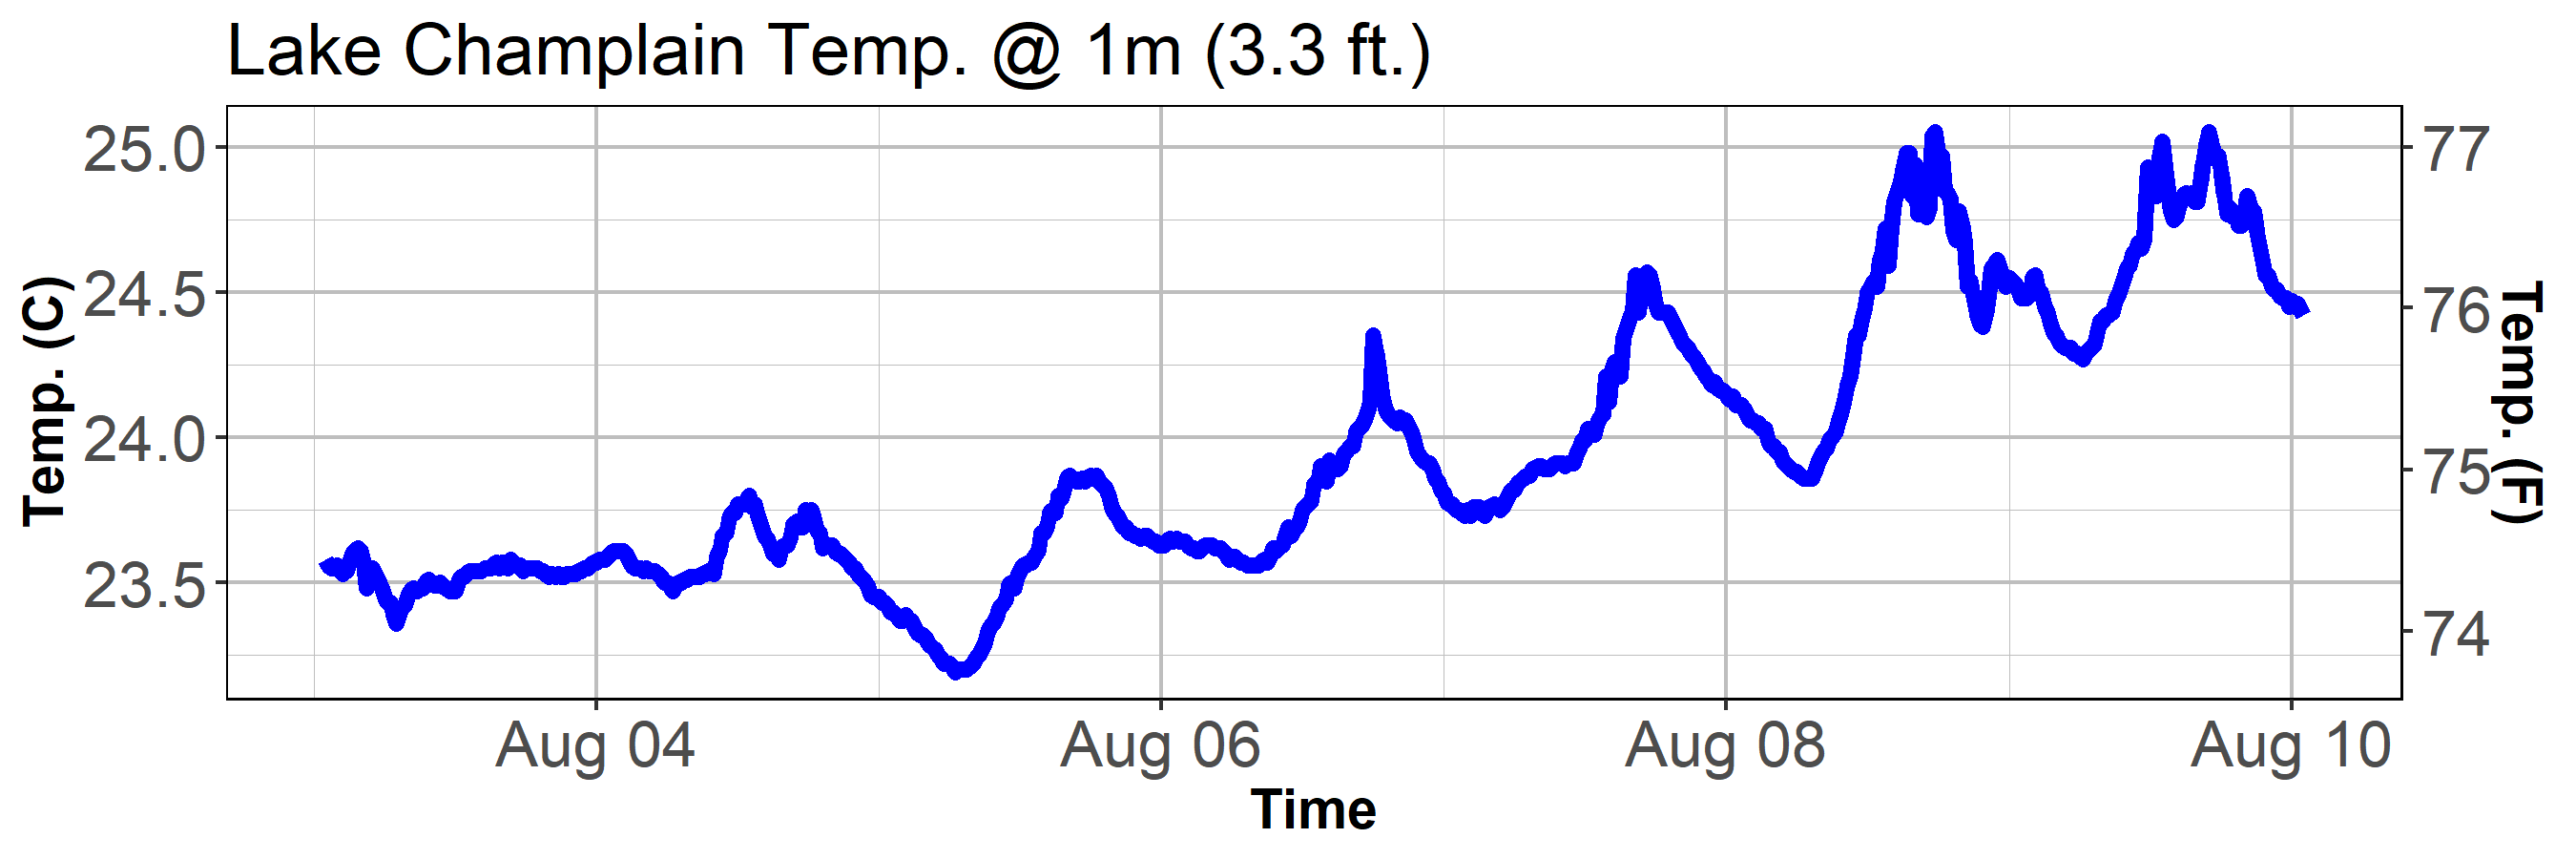 Lake Champlain Temp. @ 1m (3.3 ft.)
Temp. (C)
25.0
24.5
24.0
23.5
77
76
75
74
Temp. (F)
Aug 04
Aug 06
Aug 08
Aug 10
Time